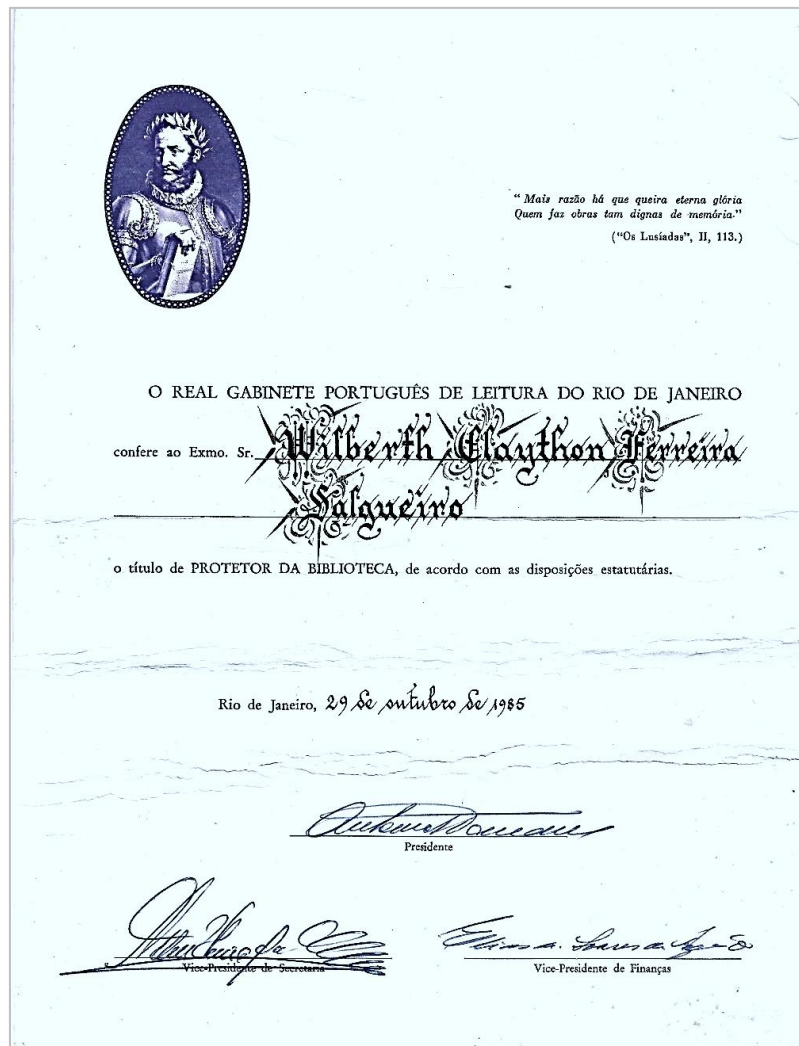 “ Mais razão há que queira eterna glória
Quem faz obras tam dignas de memória.”
(“Os Lusíadas”, II, 113.)
O REAL GABINETE PORTUGUÊS DE LEITURA DO RIO DE JANEIRO
confere ao Exmo. Sr. Wilberth Claython Ferreira
Salgueiro
o título de PROTETOR DA BIBLIOTECA, de acordo com as disposições estatutárias.
Rio de Janeiro, 29 de outubro de 1985
Presidente
Vice-Presidente de Secretaria
Vice-Presidente de Finanças